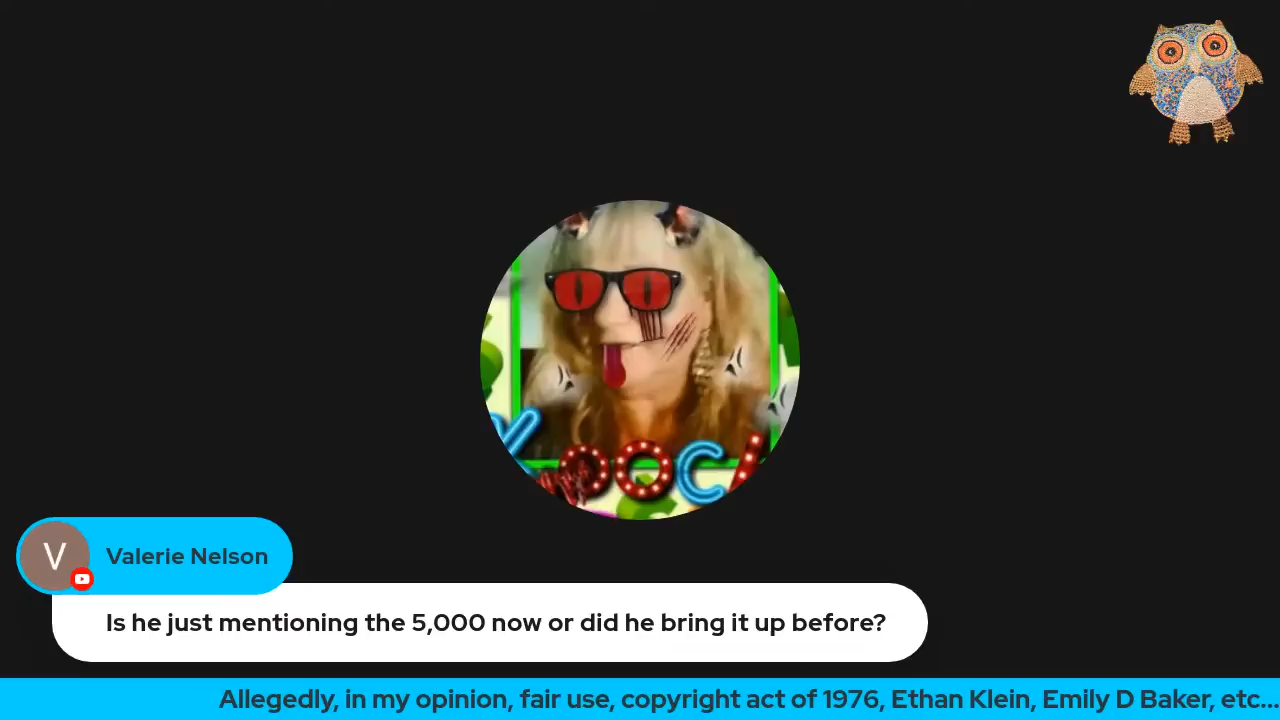 Y OOC
V
Valerie Nelson
Is he just mentioning the 5,000 now or did he bring it up before?
Allegedly, in my opinion, fair use, copyright act of 1976, Ethan Klein, Emily D Baker, etc...